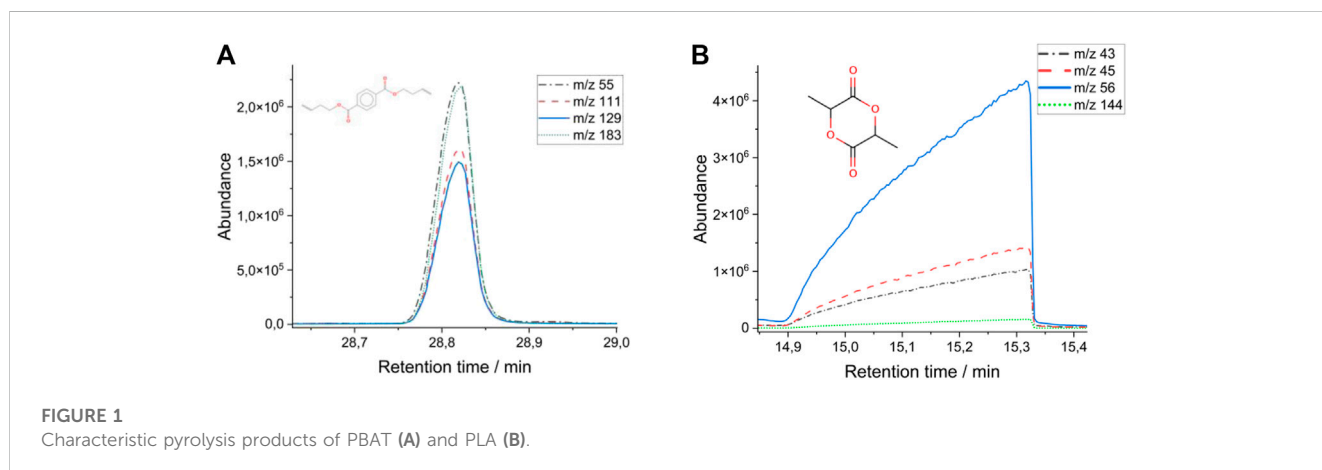 A
m/z 55
m/z 111
m/z 129
m/z 183
Abundance
2,0×10⁶
1,5×10⁶
1,0×10⁶
5,0×10⁵
0,0
28,7
28,8
28,9
29,0
Retention time / min
B
m/z 43
m/z 45
m/z 56
m/z 144
Abundance
4×10⁶
3×10⁶
2×10⁶
1×10⁶
0
14,9
15,0
15,1
15,2
15,3
15,4
Retention time / min
O
O
O
O
FIGURE 1
Characteristic pyrolysis products of PBAT (A) and PLA (B).